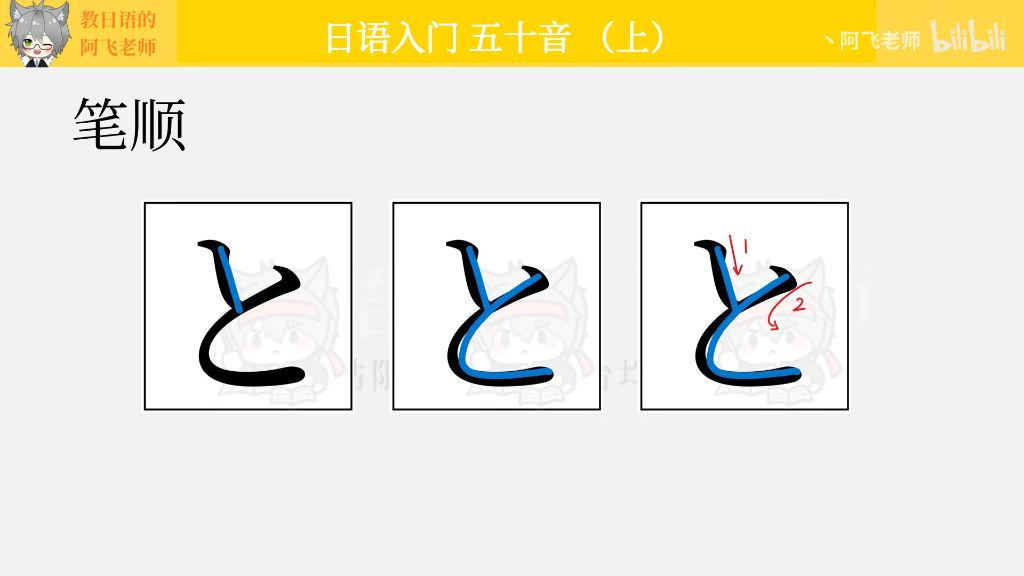 教日语的
阿飞老师
日语入门 五十音 （上）
丶阿飞老师 bilibili
笔顺
と と と
1
2